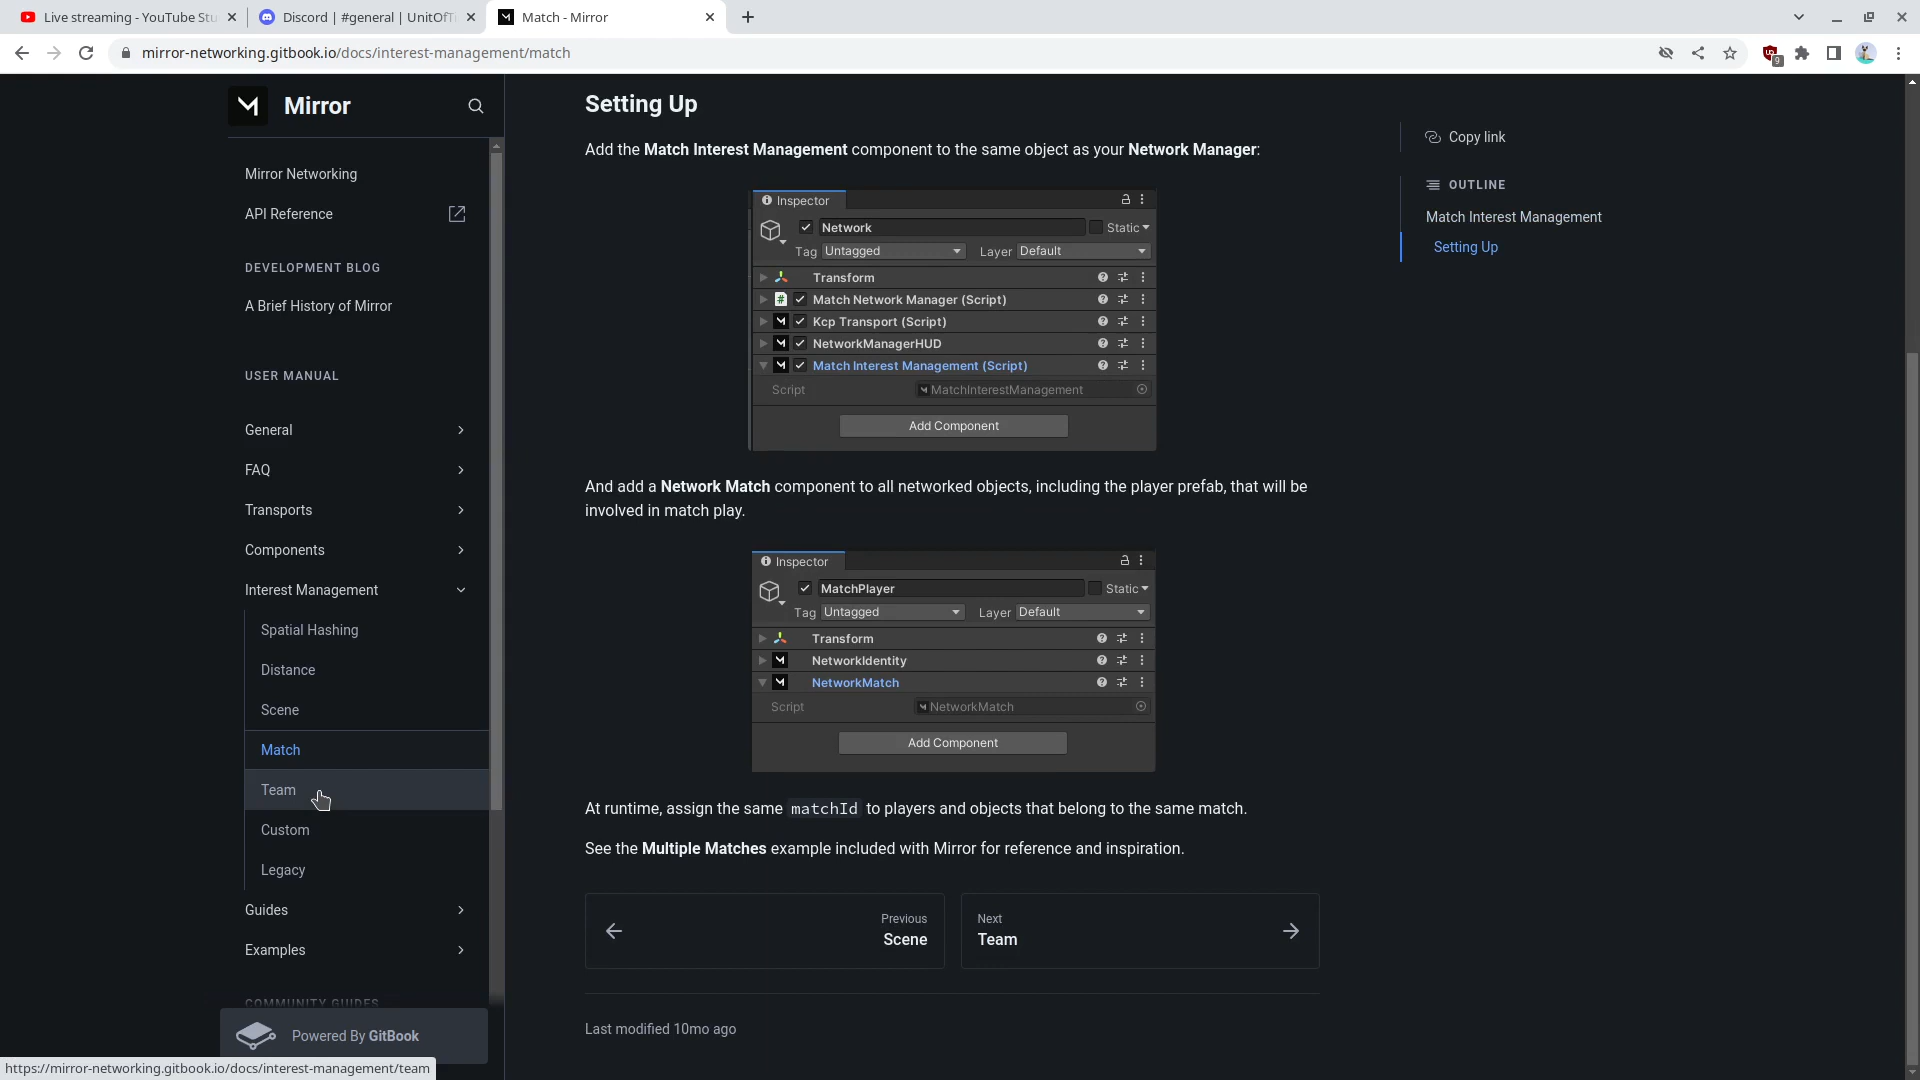 Live streaming - YouTube Stu
Discord | #general | UnitOfTi
Match - Mirror
mirror-networking.gitbook.io/docs/interest-management/match
9
Mirror
Mirror Networking
API Reference
DEVELOPMENT BLOG
A Brief History of Mirror
USER MANUAL
General
FAQ
Transports
Components
Interest Management
Spatial Hashing
Distance
Scene
Match
Team
Custom
Legacy
Guides
Examples
COMMUNITY GUIDES
Powered By GitBook
https://mirror-networking.gitbook.io/docs/interest-management/team
Setting Up
Add the Match Interest Management component to the same object as your Network Manager:
Inspector
Network
Static
Tag Untagged Layer Default
Transform
# Match Network Manager (Script)
Kcp Transport (Script)
NetworkManagerHUD
Match Interest Management (Script)
Script MatchInterestManagement
Add Component
And add a Network Match component to all networked objects, including the player prefab, that will be
involved in match play.
Inspector
MatchPlayer
Static
Tag Untagged Layer Default
Transform
NetworkIdentity
NetworkMatch
Script NetworkMatch
Add Component
At runtime, assign the same matchId to players and objects that belong to the same match.
See the Multiple Matches example included with Mirror for reference and inspiration.
Previous
Scene
Next
Team
Last modified 10mo ago
Copy link
OUTLINE
Match Interest Management
Setting Up